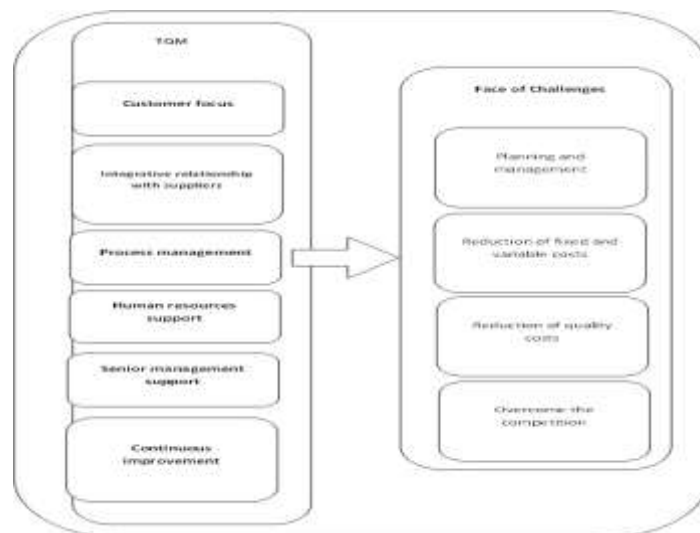 TQM
Customer focus
Integrative relationship
with suppliers
Process management
Human resources
support
Senior management
support
Continuous
improvement
Face of Challenges
Planning and
management
Reduction of fixed and
variable costs
Reduction of quality
costs
Overcome the
competition